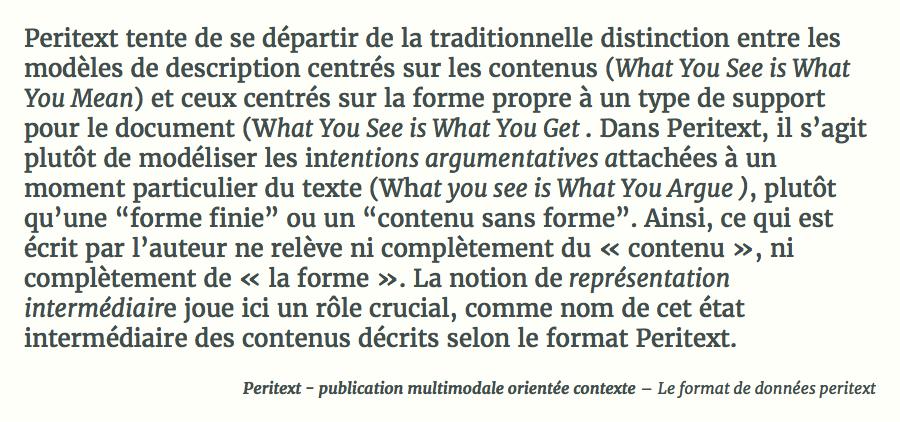 Peritext tente de se départir de la traditionnelle distinction entre les
modèles de description centrés sur les contenus (What You See is What
You Mean) et ceux centrés sur la forme propre à un type de support
pour le document (What You See is What You Get . Dans Peritext, il s’agit
plutôt de modéliser les intentions argumentatives attachées à un
moment particulier du texte (What you see is What You Argue ), plutôt
qu’une “forme finie” ou un “contenu sans forme”. Ainsi, ce qui est
écrit par l’auteur ne relève ni complètement du « contenu », ni
complètement de « la forme ». La notion de représentation
intermédiaire joue ici un rôle crucial, comme nom de cet état
intermédiaire des contenus décrits selon le format Peritext.
Peritext - publication multimodale orientée contexte — Le format de données peritext